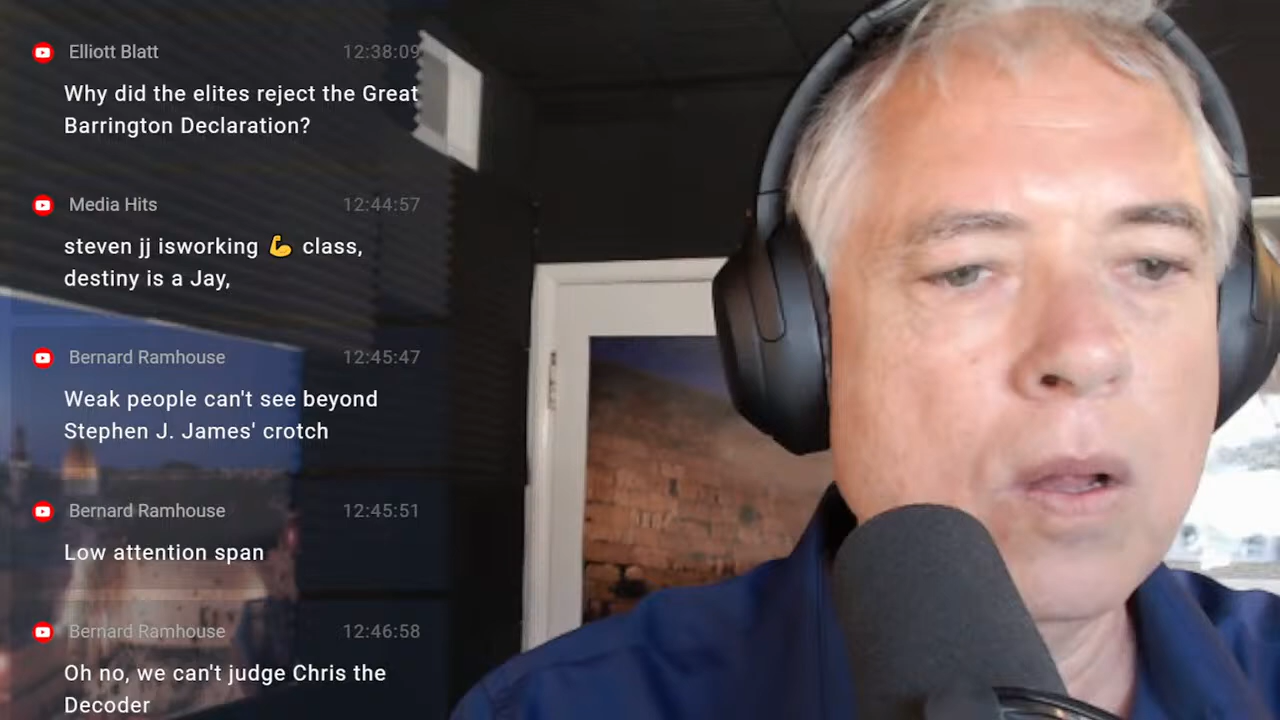 Elliott Blatt 12:38:09
Why did the elites reject the Great
Barrington Declaration?
Media Hits 12:44:57
steven jj isworking 💪 class,
destiny is a Jay,
Bernard Ramhouse 12:45:47
Weak people can't see beyond
Stephen J. James' crotch
Bernard Ramhouse 12:45:51
Low attention span
Bernard Ramhouse 12:46:58
Oh no, we can't judge Chris the
Decoder